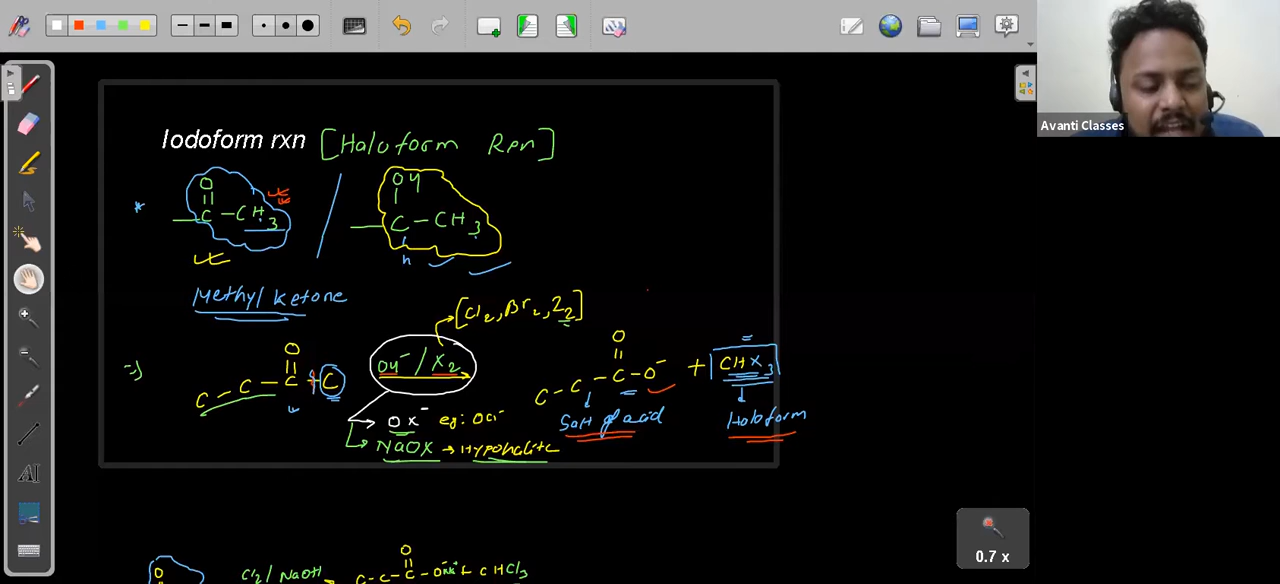 Avanti Classes
Iodoform rxn [Haloform Rxn]
O OH
— C — CH3 / — C — CH3
H
Methyl Ketone
[Cl2, Br2, I2]
O
=> C — C — C + C OH⁻ / X2 C — C — C — O⁻ + CHX3
O
OX⁻ eg: OCl⁻ Salt of acid Haloform
NaOX → Hypohalite
0.7 x
O
O Cl2 / NaOH C — C — C — O⁻Na⁺ + CHCl3